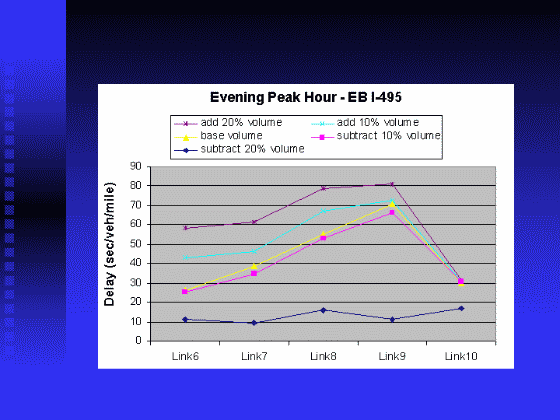 Evening Peak Hour - EB I-495
add 20% volume
add 10% volume
base volume
subtract 10% volume
subtract 20% volume
Delay (sec/veh/mile)
90
80
70
60
50
40
30
20
10
0
Link6 Link7 Link8 Link9 Link10